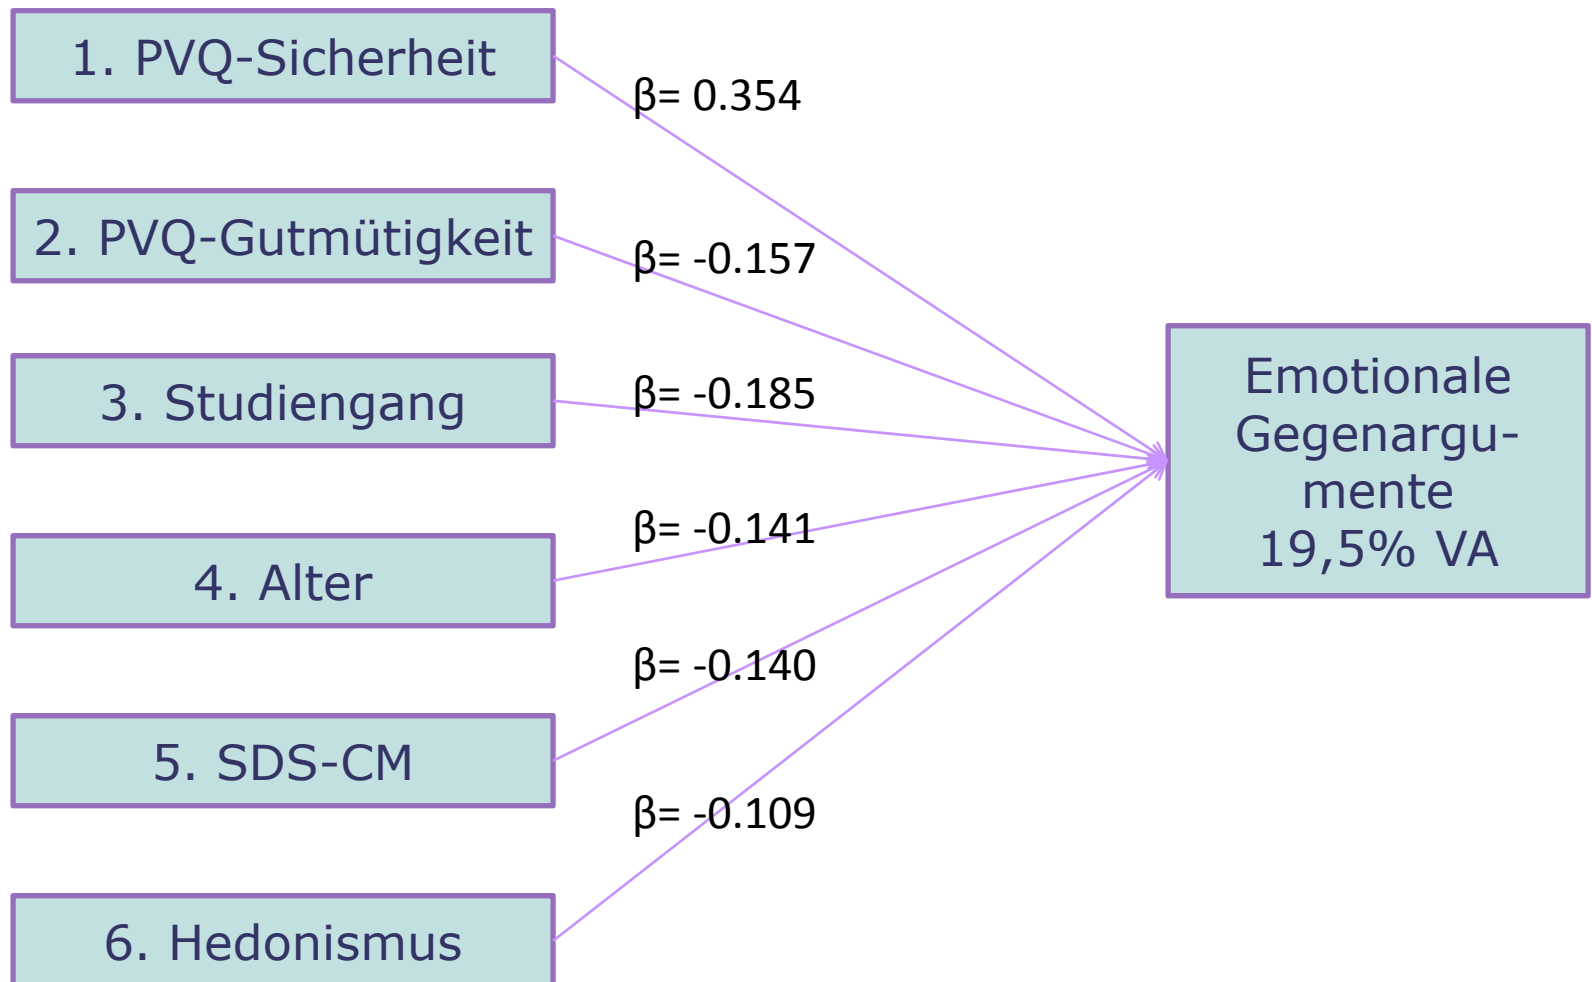 1. PVQ-Sicherheit
β= 0.354
2. PVQ-Gutmütigkeit
β= -0.157
3. Studiengang
β= -0.185
4. Alter
β= -0.141
5. SDS-CM
β= -0.140
6. Hedonismus
β= -0.109
Emotionale
Gegenargu-
mente
19,5% VA